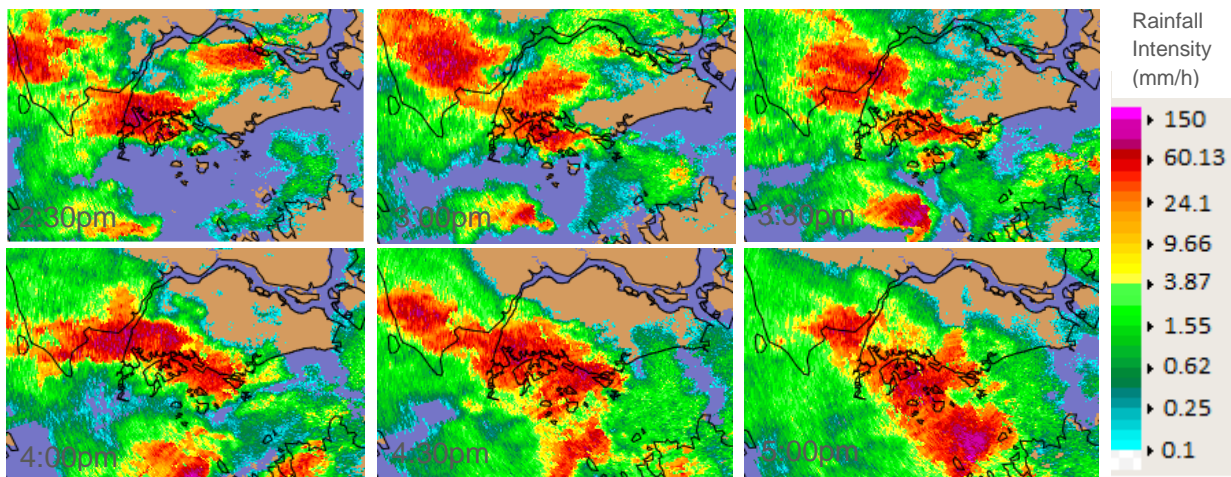 2:30pm
3:00pm
3:30pm
4:00pm
4:30pm
5:00pm
Rainfall
Intensity
(mm/h)
150
60.13
24.1
9.66
3.87
1.55
0.62
0.25
0.1